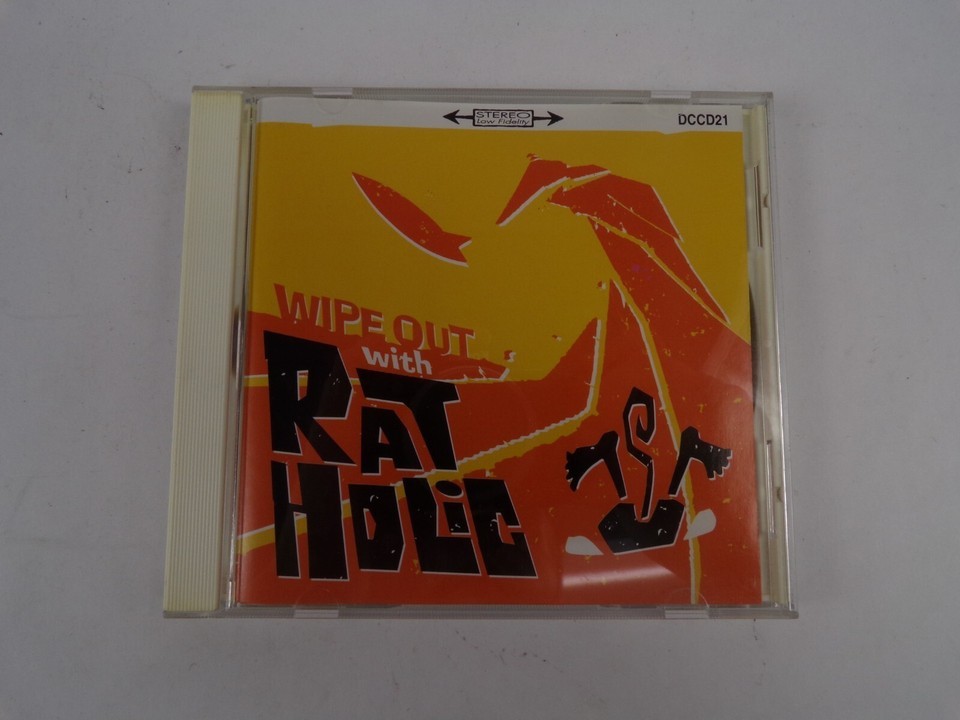 STEREO
Low Fidelity
DCCD21
WIPE OUT
with
RAT
HOLiC